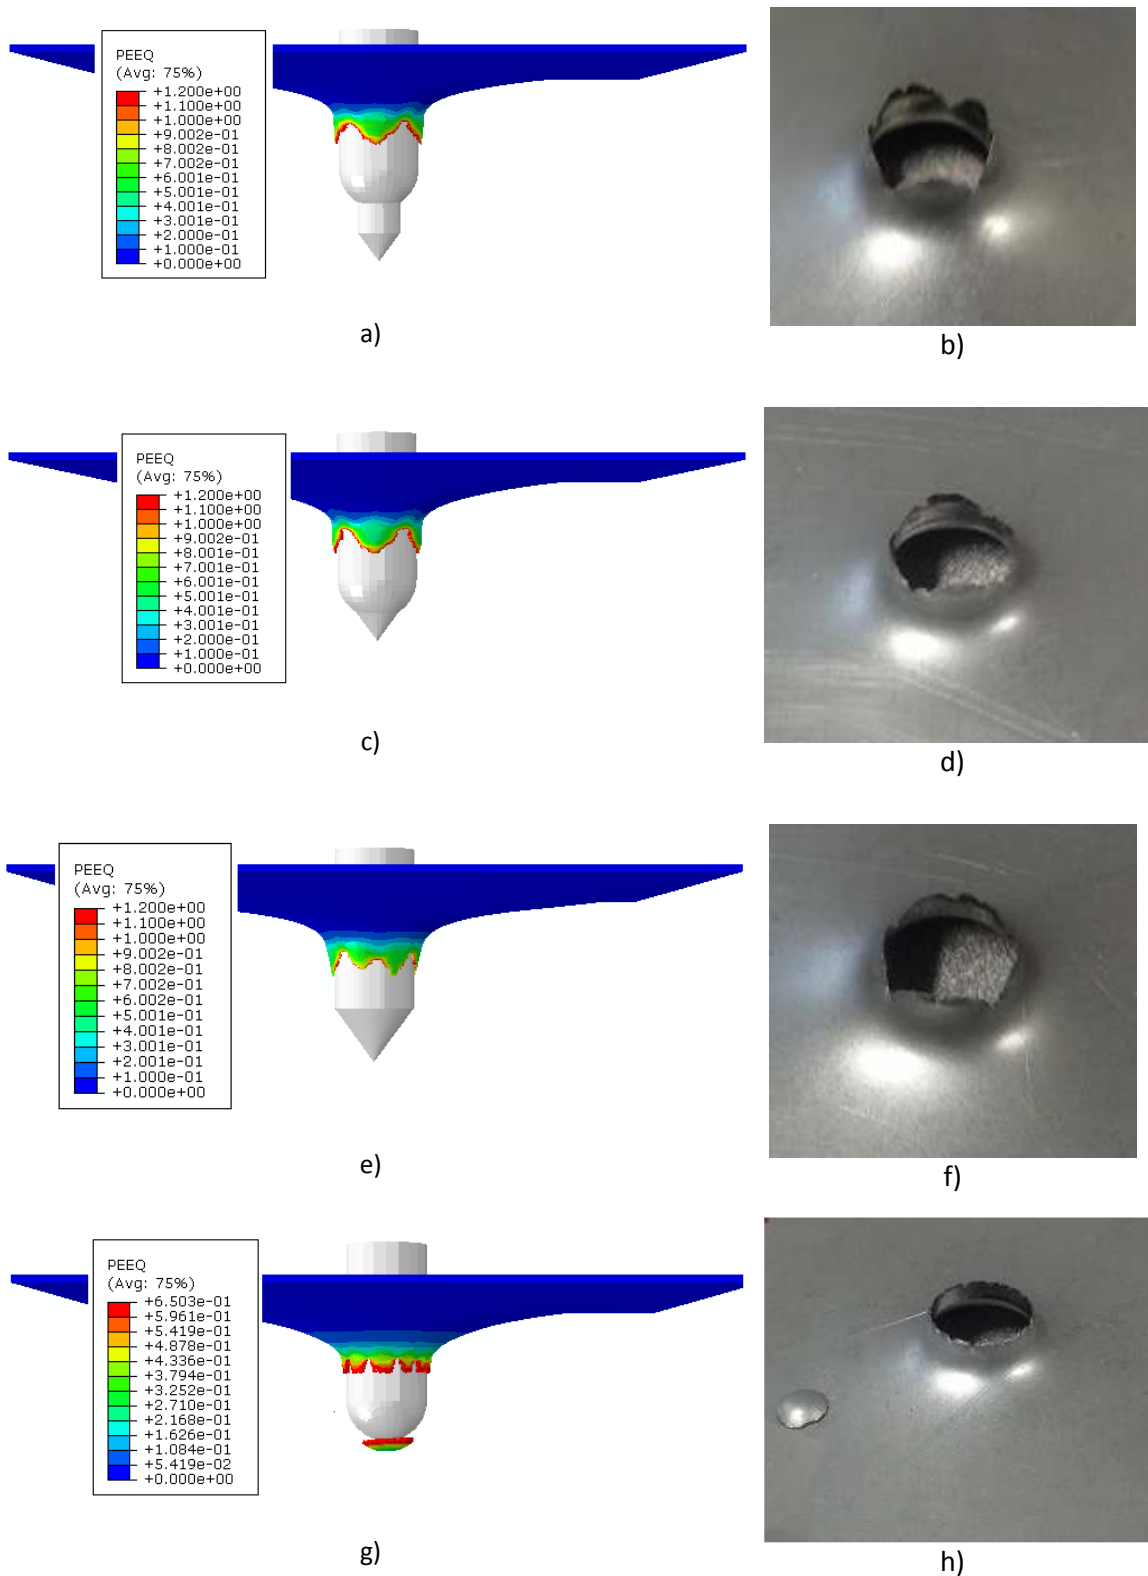 PEEQ
(Avg: 75%)
+1.200e+00
+1.100e+00
+1.000e+00
+9.002e-01
+8.002e-01
+7.002e-01
+6.001e-01
+5.001e-01
+4.001e-01
+3.001e-01
+2.000e-01
+1.000e-01
+0.000e+00
a)
b)
PEEQ
(Avg: 75%)
+1.200e+00
+1.100e+00
+1.000e+00
+9.002e-01
+8.001e-01
+7.001e-01
+6.001e-01
+5.001e-01
+4.001e-01
+3.001e-01
+2.000e-01
+1.000e-01
+0.000e+00
c)
d)
PEEQ
(Avg: 75%)
+1.200e+00
+1.100e+00
+1.000e+00
+9.002e-01
+8.002e-01
+7.002e-01
+6.002e-01
+5.001e-01
+4.001e-01
+3.001e-01
+2.001e-01
+1.000e-01
+0.000e+00
e)
f)
PEEQ
(Avg: 75%)
+6.503e-01
+5.961e-01
+5.419e-01
+4.878e-01
+4.336e-01
+3.794e-01
+3.252e-01
+2.710e-01
+2.168e-01
+1.626e-01
+1.084e-01
+5.419e-02
+0.000e+00
g)
h)